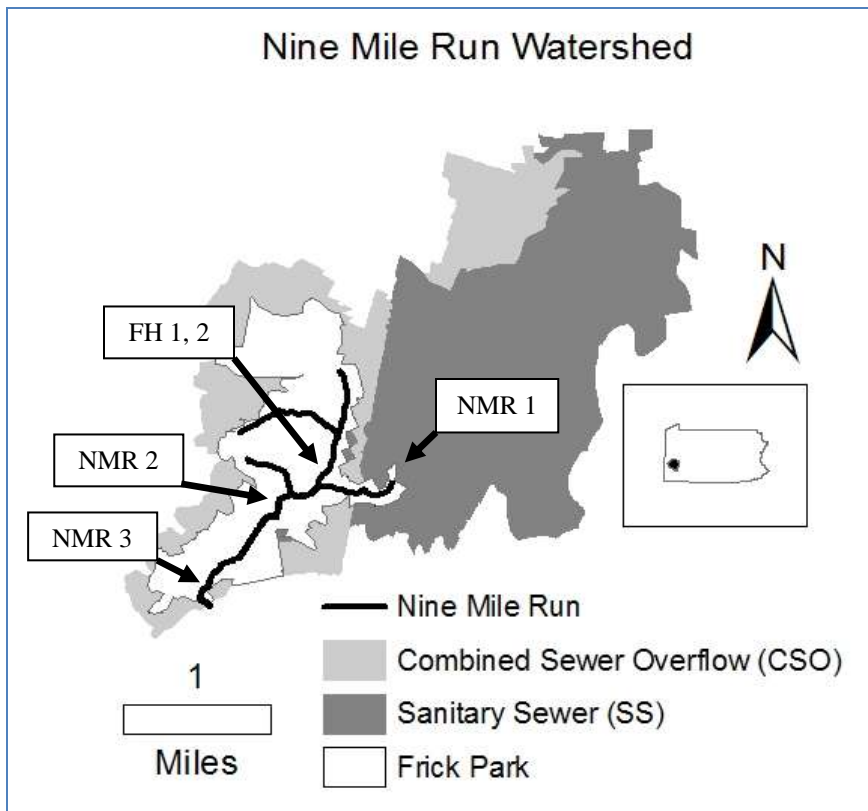 Nine Mile Run Watershed
N
FH 1, 2
NMR 1
NMR 2
NMR 3
Nine Mile Run
Combined Sewer Overflow (CSO)
Sanitary Sewer (SS)
Frick Park
1
Miles